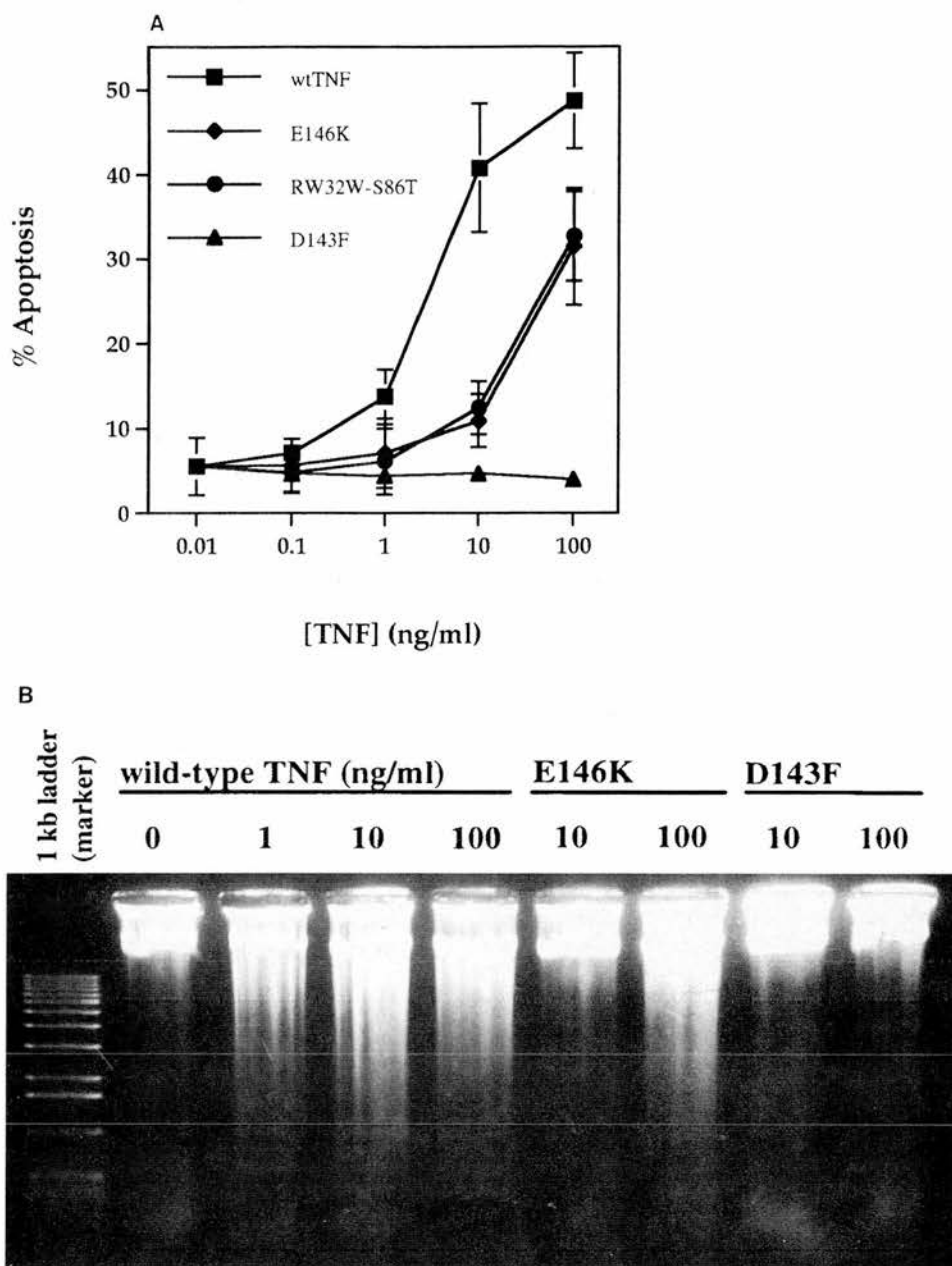 A
% Apoptosis
50
40
30
20
10
0
wtTNF
E146K
RW32W-S86T
D143F
0.01 0.1 1 10 100
[TNF] (ng/ml)
B
1 kb ladder
(marker)
wild-type TNF (ng/ml) E146K D143F
0 1 10 100 10 100 10 100